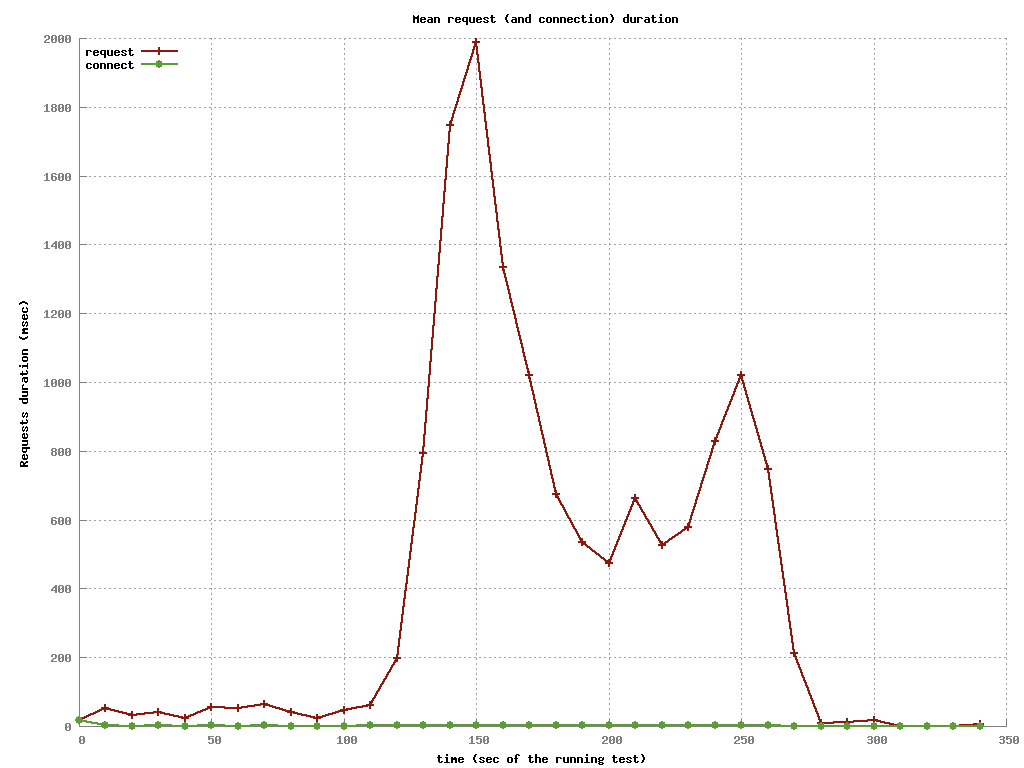 Mean request (and connection) duration
request
connect
2000
1800
1600
1400
1200
1000
800
600
400
200
0
Requests duration (msec)
0 50 100 150 200 250 300 350
time (sec of the running test)